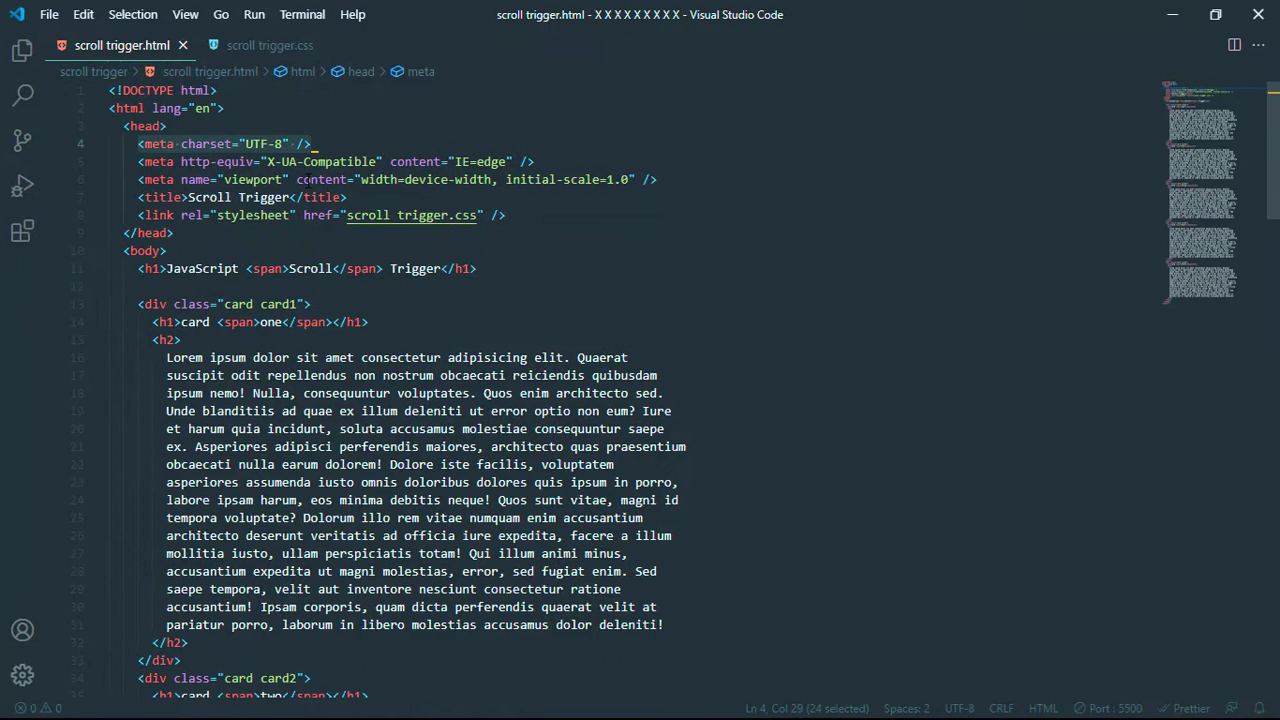 File Edit Selection View Go Run Terminal Help scroll trigger.html - X X X X X X X X X - Visual Studio Code
scroll trigger.html scroll trigger.css
scroll trigger > scroll trigger.html > html > head > meta
1 <!DOCTYPE html>
2 <html lang="en">
3 <head>
4 <meta charset="UTF-8" />
5 <meta http-equiv="X-UA-Compatible" content="IE=edge" />
6 <meta name="viewport" content="width=device-width, initial-scale=1.0" />
7 <title>Scroll Trigger</title>
8 <link rel="stylesheet" href="scroll trigger.css" />
9 </head>
10 <body>
11 <h1>JavaScript <span>Scroll</span> Trigger</h1>
12
13 <div class="card card1">
14 <h1>card <span>one</span></h1>
15 <h2>
16 Lorem ipsum dolor sit amet consectetur adipisicing elit. Quaerat
17 suscipit odit repellendus non nostrum obcaecati reiciendis quibusdam
18 ipsum nemo! Nulla, consequuntur voluptates. Quos enim architecto sed.
19 Unde blanditiis ad quae ex illum deleniti ut error optio non eum? Iure
20 et harum quia incidunt, soluta accusamus molestiae consequuntur saepe
21 ex. Asperiores adipisci perferendis maiores, architecto quas praesentium
22 obcaecati nulla earum dolorem! Dolore iste facilis, voluptatem
23 asperiores assumenda iusto omnis doloribus dolores quis ipsum in porro,
24 labore ipsam harum, eos minima debitis neque! Quos sunt vitae, magni id
25 tempora voluptate? Dolorum illo rem vitae numquam enim accusantium
26 architecto deserunt veritatis ad officia iure expedita, facere a illum
27 mollitia iusto, ullam perspiciatis totam! Qui illum animi minus,
28 accusantium expedita ut magni molestias, error, sed fugiat enim. Sed
29 saepe tempora, velit aut inventore nesciunt consectetur ratione
30 accusantium! Ipsam corporis, quam dicta perferendis quaerat velit at
31 pariatur porro, laborum in libero molestias accusamus dolor deleniti!
32 </h2>
33 </div>
34 <div class="card card2">
35 <h1>card <span>two</span></h1>
0 0 Ln 4, Col 29 (24 selected) Spaces: 2 UTF-8 CRLF HTML Port : 5500 Prettier